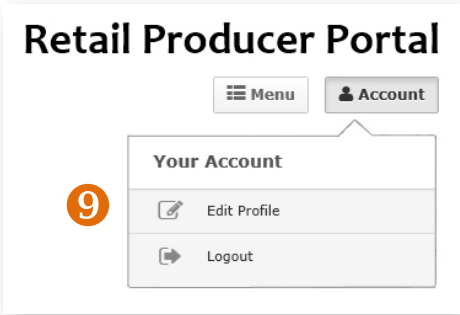 Retail Producer Portal
Menu
Account
Your Account
9
Edit Profile
Logout